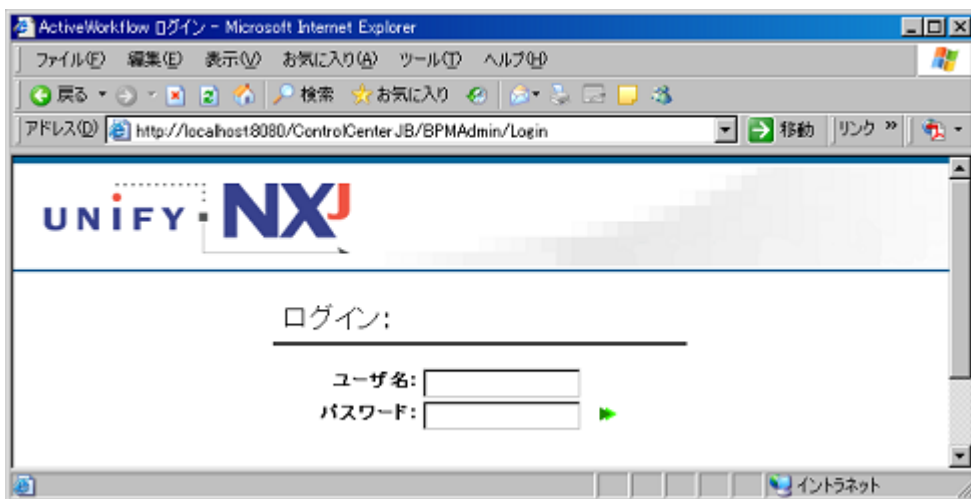 ActiveWorkflow ログイン - Microsoft Internet Explorer
ファイル(F) 編集(E) 表示(V) お気に入り(A) ツール(T) ヘルプ(H)
戻る 検索 お気に入り
アドレス(D) http://localhost:8080/ControlCenterJB/BPMAdmin/Login 移動 リンク »
UNIFY NXJ
ログイン:
ユーザ名:
パスワード:
イントラネット